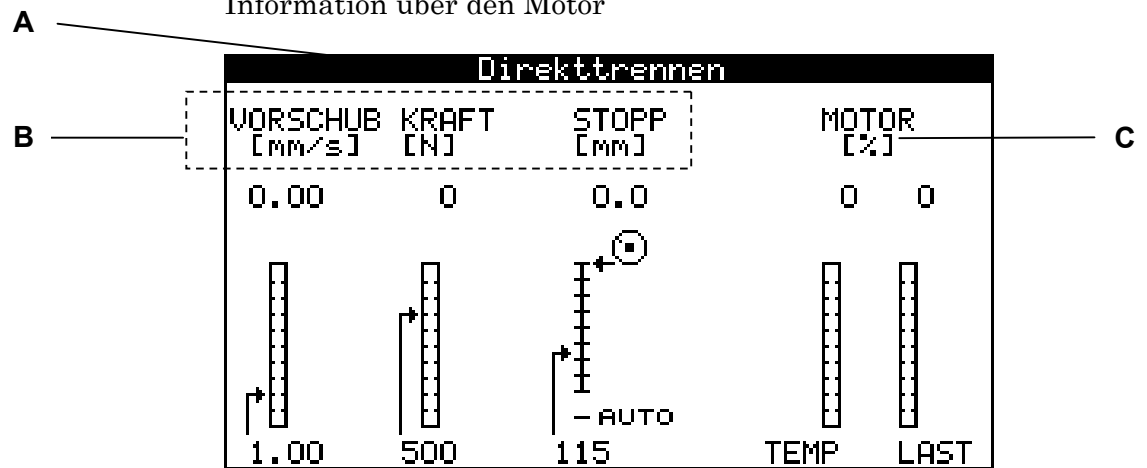 Information über den Motor
A
Direkttrennen
B
VORSCHUB KRAFT STOPP MOTOR
[mm/s] [N] [mm] [%]
C
0.00 0 0.0 0 0
- AUTO
1.00 500 115 TEMP LAST